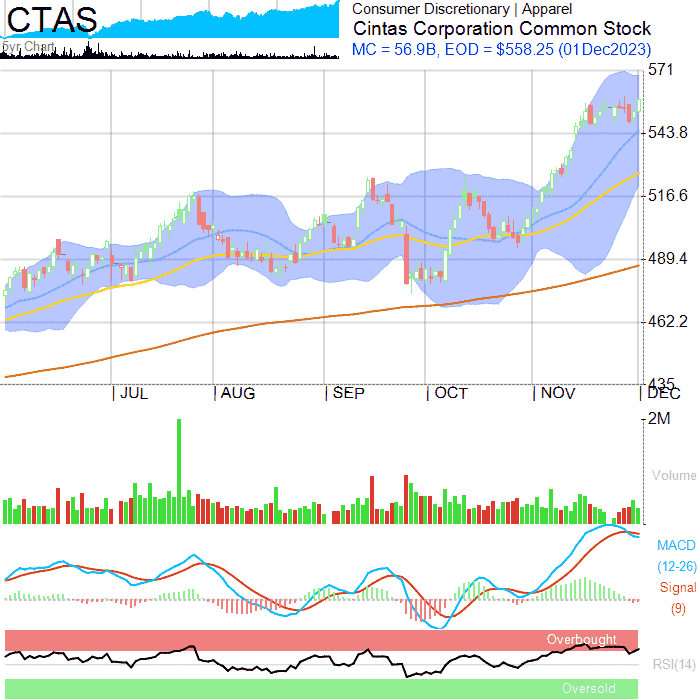 CTAS
5yr Chart
Consumer Discretionary | Apparel
Cintas Corporation Common Stock
MC = 56.9B, EOD = $558.25 (01Dec2023)
571
543.8
516.6
489.4
462.2
435
| JUL
| AUG
| SEP
| OCT
| NOV
| DEC
2M
Volume
MACD
(12-26)
Signal
(9)
Overbought
RSI(14)
Oversold